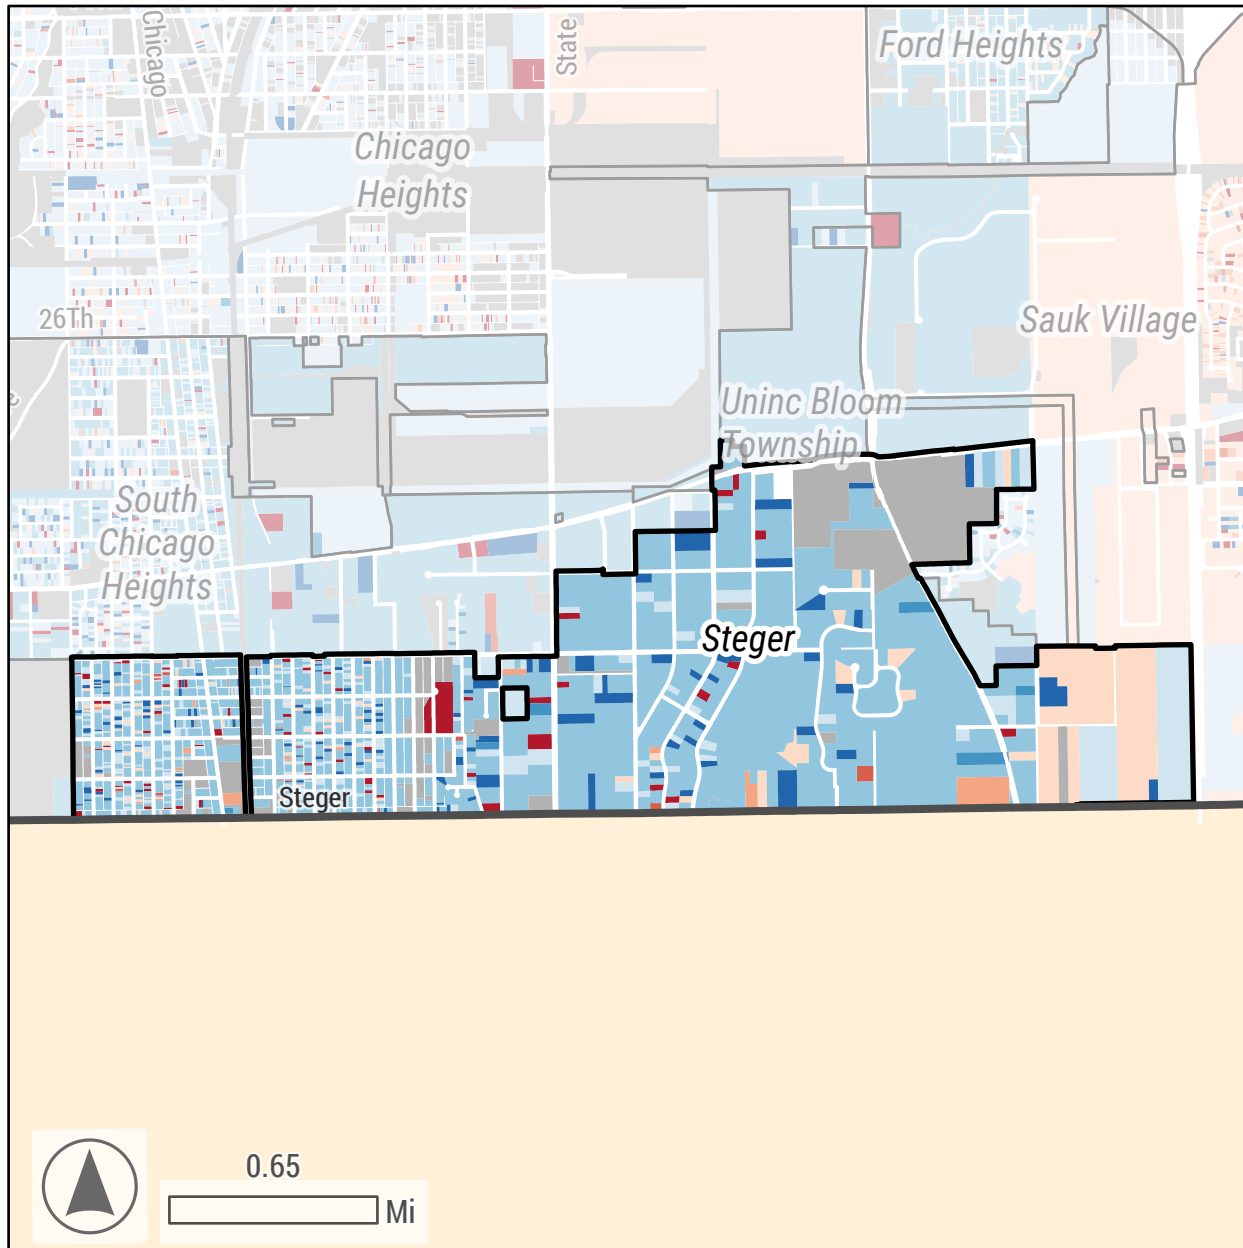 Chicago
State
Ford Heights
Chicago
Heights
26Th
Sauk Village
Uninc Bloom
Township
South
Chicago
Heights
Steger
Steger
0.65
Mi